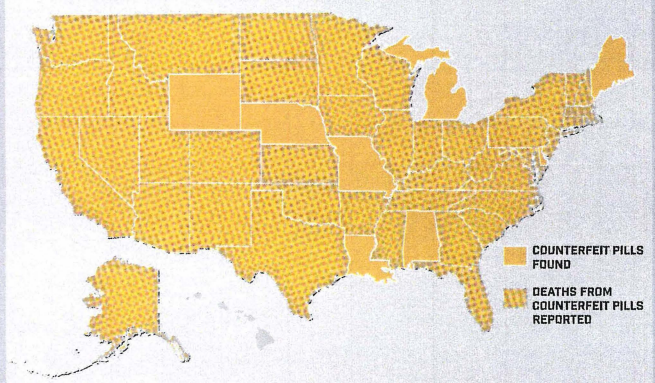 COUNTERFEIT PILLS
FOUND
DEATHS FROM
COUNTERFEIT PILLS
REPORTED